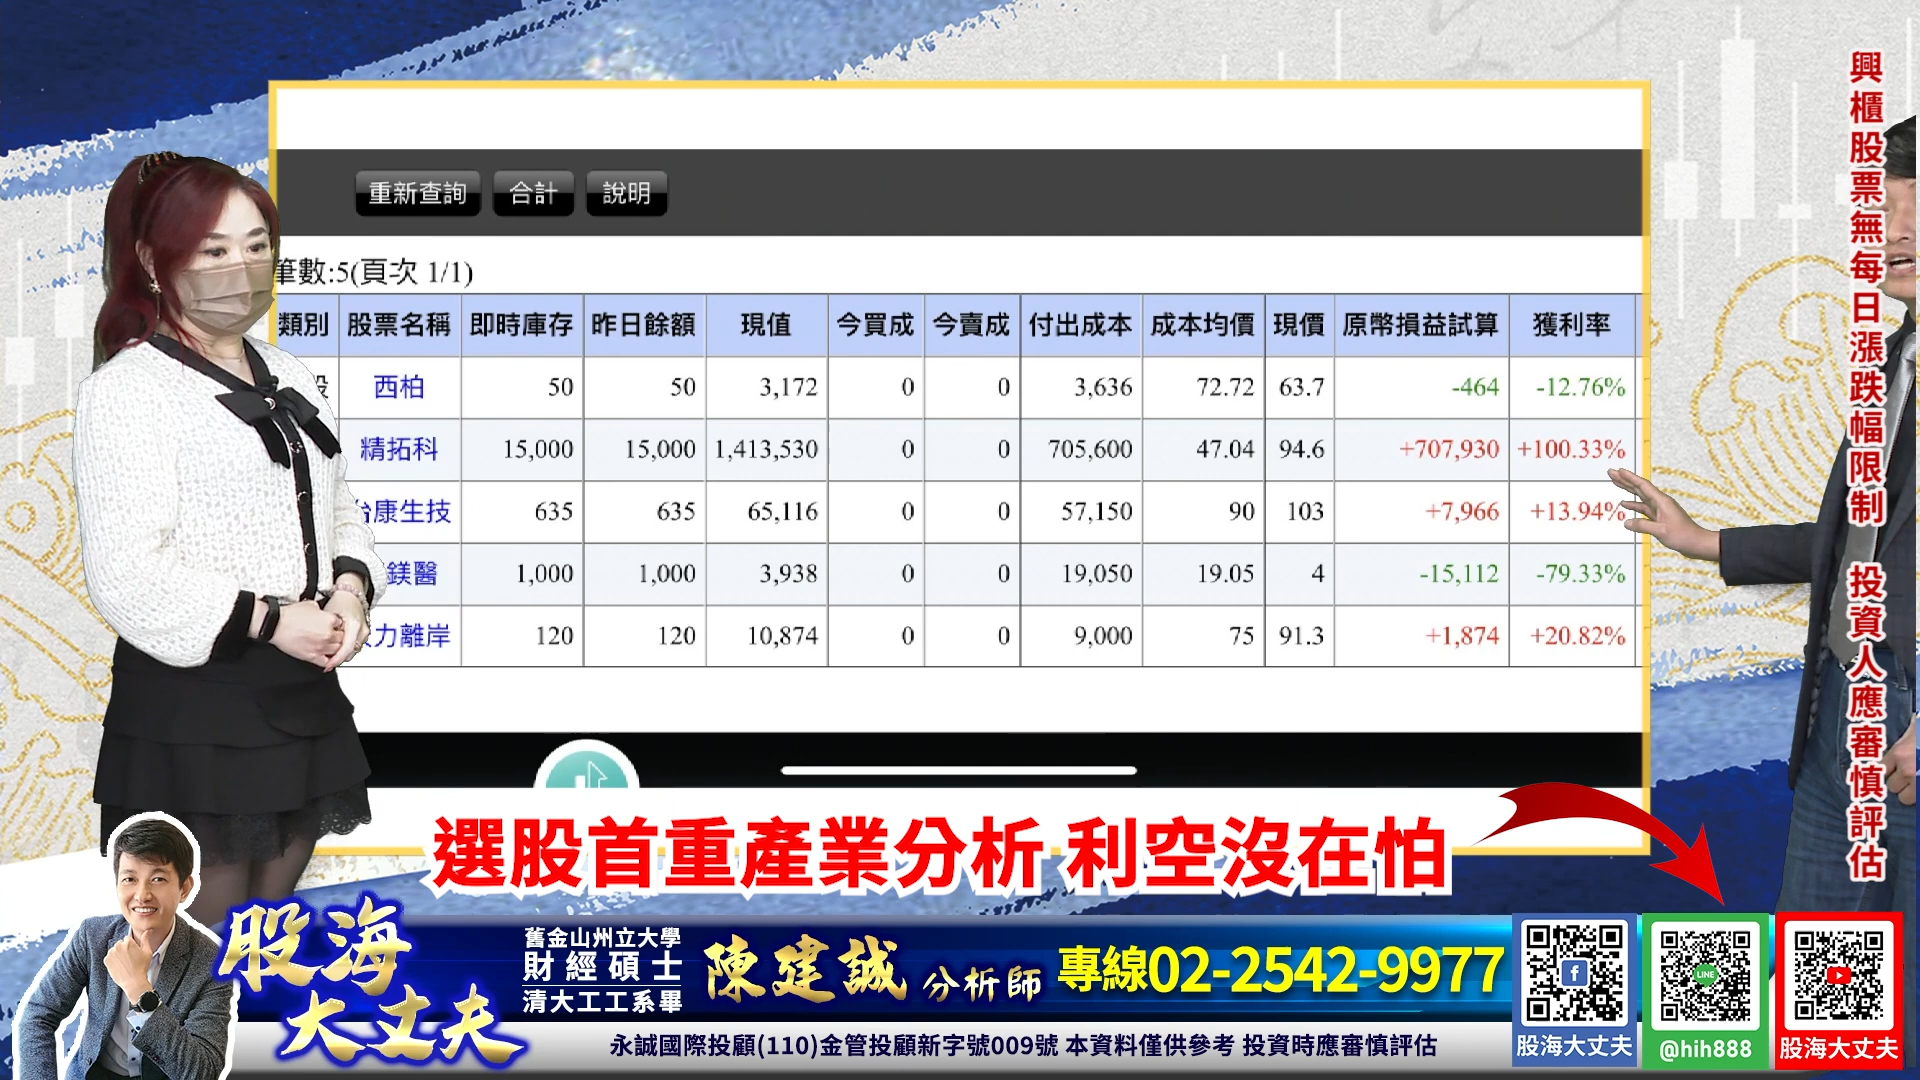 重新查詢 合計 說明
筆數:5(頁次 1/1)
類別 股票名稱 即時庫存 昨日餘額 現值 今買成 今賣成 付出成本 成本均價 現價 原幣損益試算 獲利率
股 西柏 50 50 3,172 0 0 3,636 72.72 63.7 -464 -12.76%
精拓科 15,000 15,000 1,413,530 0 0 705,600 47.04 94.6 +707,930 +100.33%
台康生技 635 635 65,116 0 0 57,150 90 103 +7,966 +13.94%
鎂醫 1,000 1,000 3,938 0 0 19,050 19.05 4 -15,112 -79.33%
力離岸 120 120 10,874 0 0 9,000 75 91.3 +1,874 +20.82%
興櫃股票無每日漲跌幅限制 投資人應審慎評估
選股首重產業分析 利空沒在怕
股海大丈夫
舊金山州立大學
財經碩士
清大工工系畢
陳建誠 分析師
專線02-2542-9977
永誠國際投顧(110)金管投顧新字號009號 本資料僅供參考 投資時應審慎評估
f
股海大丈夫
LINE
@hih888
股海大丈夫